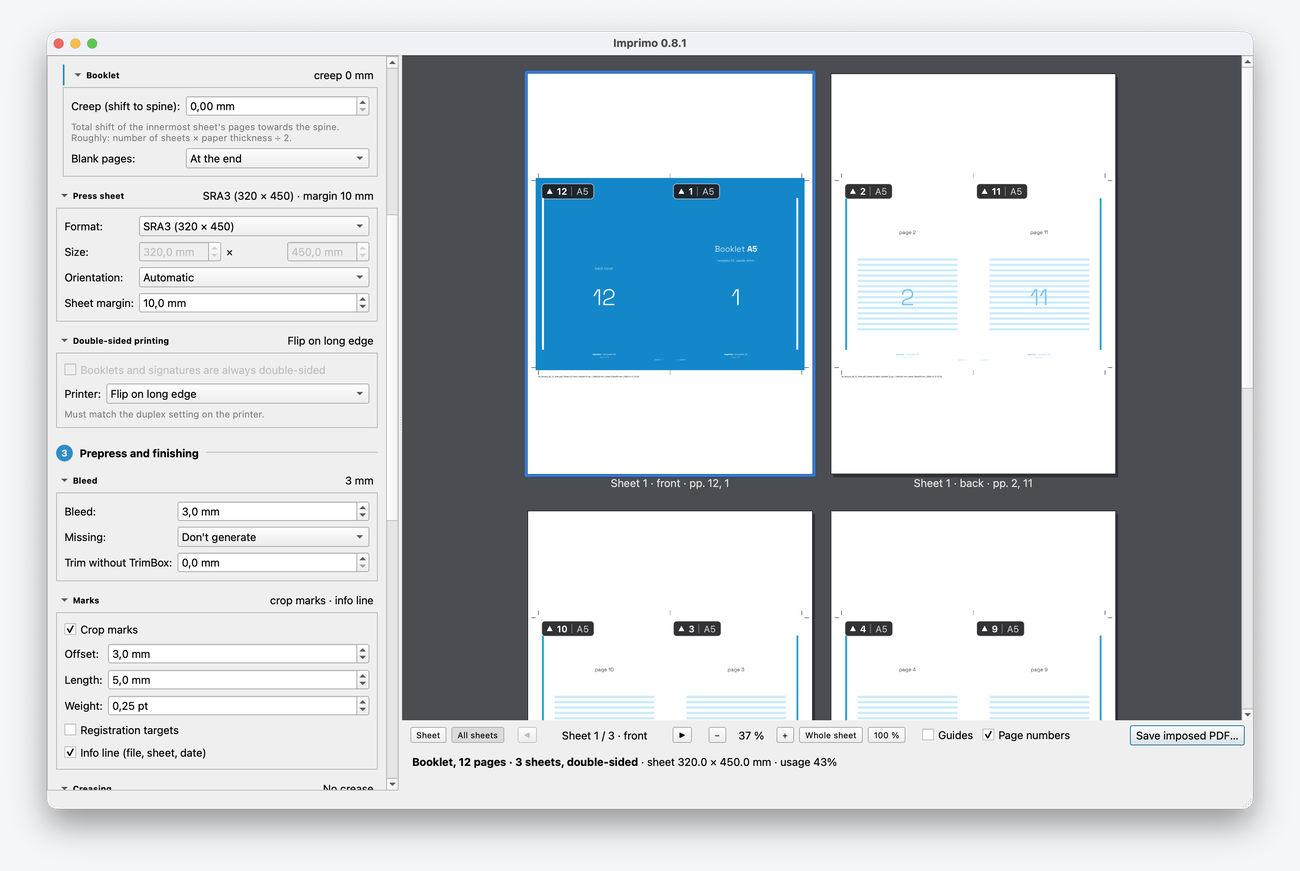 Imprimo 0.8.1
Booklet creep 0 mm
Creep (shift to spine): 0,00 mm
Total shift of the innermost sheet's pages towards the spine.
Roughly: number of sheets × paper thickness ÷ 2.
Blank pages: At the end
Press sheet SRA3 (320 × 450) · margin 10 mm
Format: SRA3 (320 × 450)
Size: 320,0 mm × 450,0 mm
Orientation: Automatic
Sheet margin: 10,0 mm
Double-sided printing Flip on long edge
Booklets and signatures are always double-sided
Printer: Flip on long edge
Must match the duplex setting on the printer.
3 Prepress and finishing
Bleed 3 mm
Bleed: 3,0 mm
Missing: Don't generate
Trim without TrimBox: 0,0 mm
Marks crop marks · info line
Crop marks
Offset: 3,0 mm
Length: 5,0 mm
Weight: 0,25 pt
Registration targets
Info line (file, sheet, date)
Creasing No crease
▲ 12 | A5 ▲ 1 | A5
Booklet A5
back cover
12 1
▲ 2 | A5 ▲ 11 | A5
page 2 page 11
2 11
Sheet 1 · front · pp. 12, 1
Sheet 1 · back · pp. 2, 11
▲ 10 | A5 ▲ 3 | A5
page 10 page 3
▲ 4 | A5 ▲ 9 | A5
page 4 page 9
Sheet All sheets ◀ Sheet 1 / 3 · front ▶ − 37 % + Whole sheet 100 % Guides Page numbers Save imposed PDF...
Booklet, 12 pages · 3 sheets, double-sided · sheet 320.0 × 450.0 mm · usage 43%